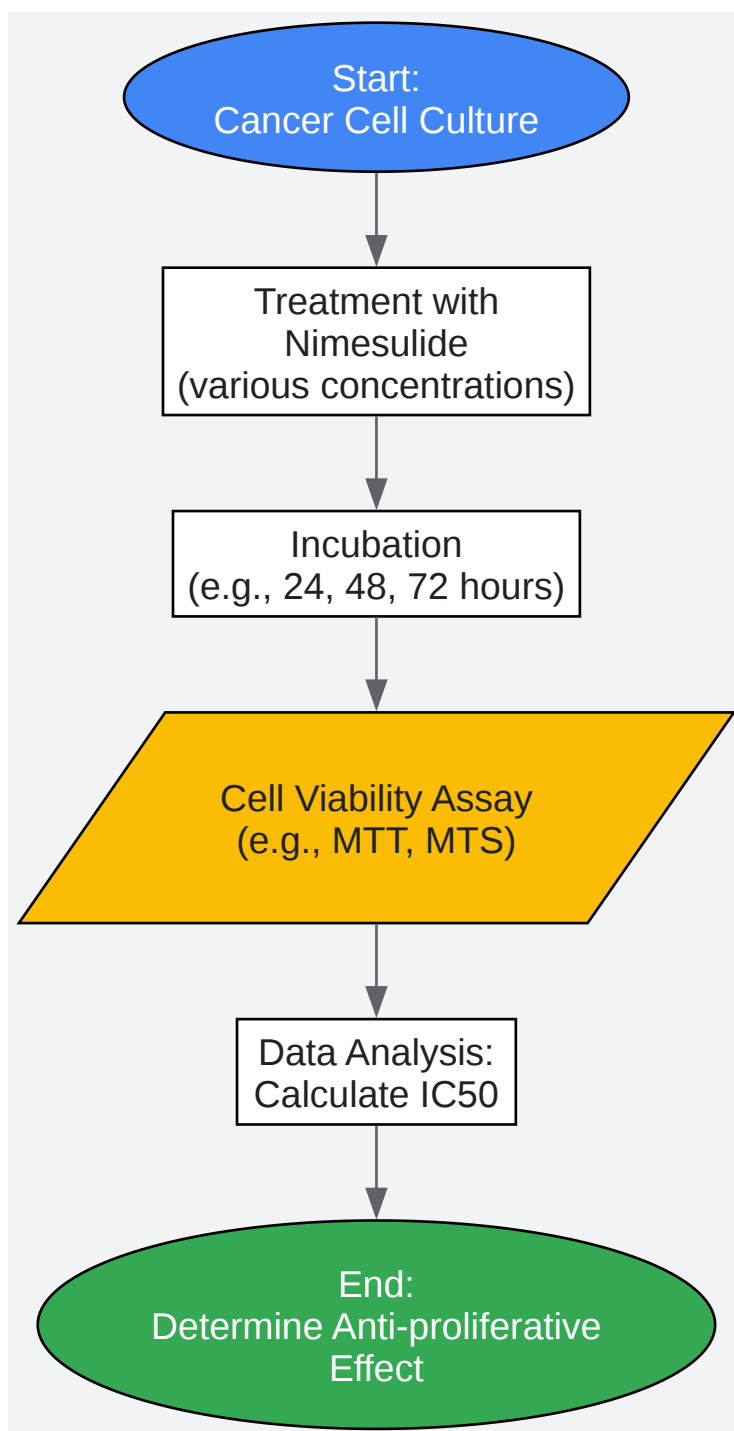 Start:
Cancer Cell Culture
Treatment with
Nimesulide
(various concentrations)
Incubation
(e.g., 24, 48, 72 hours)
Cell Viability Assay
(e.g., MTT, MTS)
Data Analysis:
Calculate IC50
End:
Determine Anti-proliferative
Effect